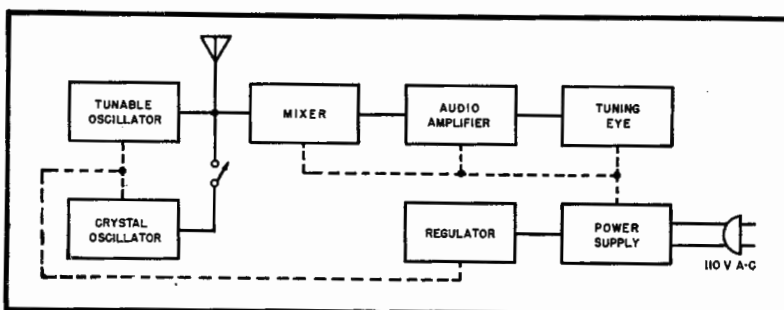 TUNABLE
OSCILLATOR
MIXER
AUDIO
AMPLIFIER
TUNING
EYE
CRYSTAL
OSCILLATOR
REGULATOR
POWER
SUPPLY
110 V A-C